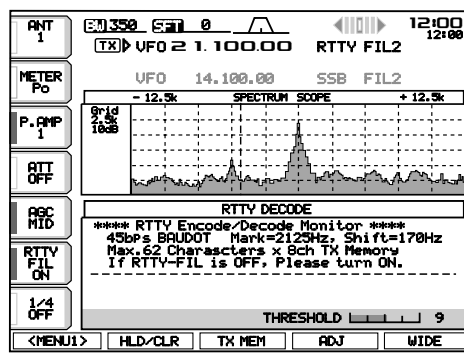 ANT
1
BW 350 SFT 0
12:00
12:00
TX VFO 2 1.100.00 RTTY FIL2
METER
Po
VFO 14.100.00 SSB FIL2
- 12.5k SPECTRUM SCOPE + 12.5k
P.AMP
1
Grid
2.5k
10dB
ATT
OFF
AGC
MID
RTTY DECODE
**** RTTY Encode/Decode Monitor ****
45bps BAUDOT Mark=2125Hz, Shift=170Hz
Max.62 Charascters x 8ch TX Memory
If RTTY-FIL is OFF, Please turn ON.
RTTY
FIL
ON
1/4
OFF
THRESHOLD 9
<MENU1> HLD/CLR TX MEM ADJ WIDE